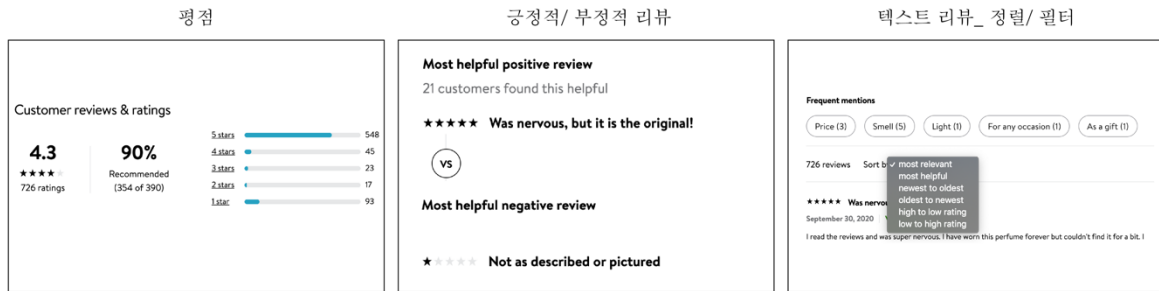 평점
긍정적/ 부정적 리뷰
텍스트 리뷰_ 정렬/ 필터
Customer reviews & ratings
4.3
726 ratings
90%
Recommended
(354 of 390)
5 stars 548
4 stars 45
3 stars 23
2 stars 17
1 star 93
Most helpful positive review
21 customers found this helpful
Was nervous, but it is the original!
VS
Most helpful negative review
Not as described or pictured
Frequent mentions
Price (3) Smell (5) Light (1) For any occasion (1) As a gift (1)
726 reviews Sort b ✓ most relevant
most helpful
newest to oldest
oldest to newest
high to low rating
low to high rating
Was nervou
September 30, 2020
I read the reviews and was super nervous. I have worn this perfume forever but couldn't find it for a bit. I